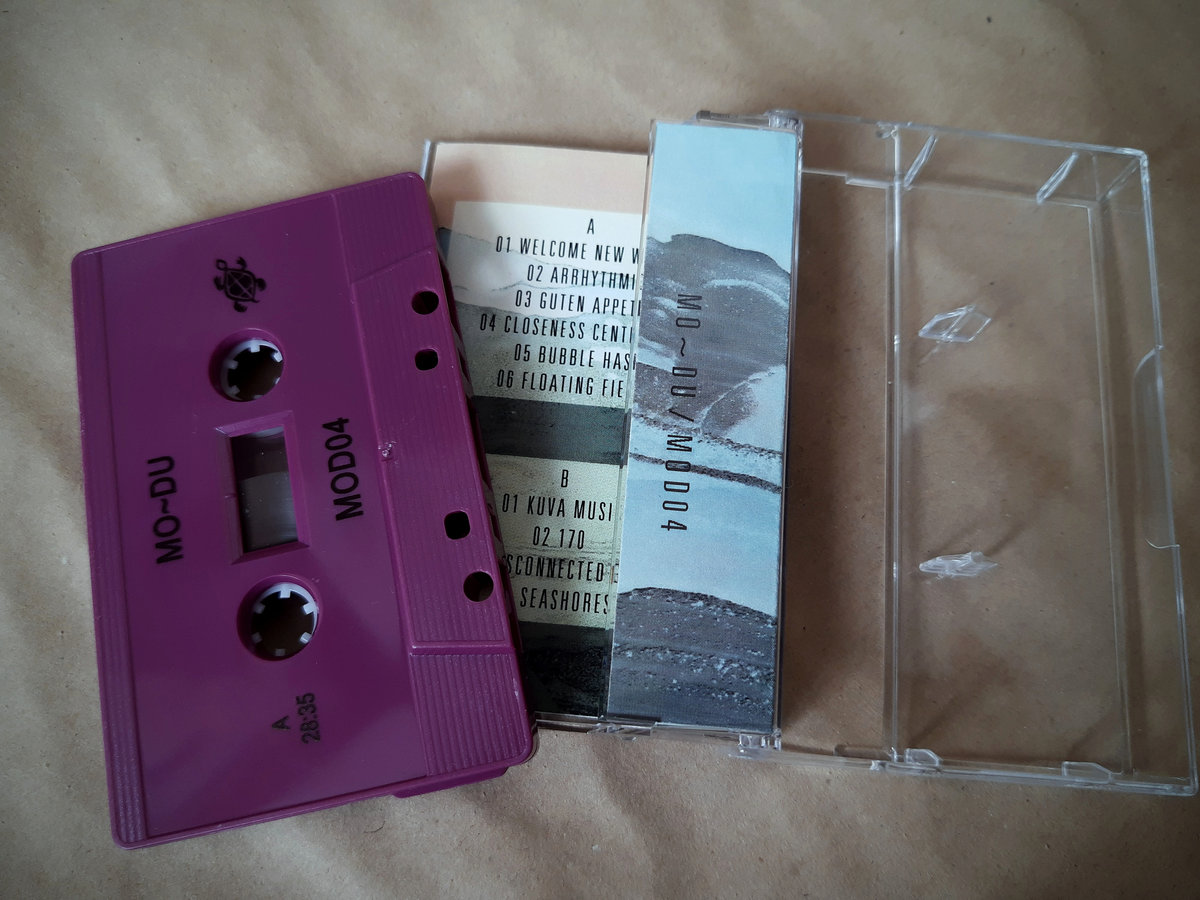 MO~DU
MOD04
A
28:35
A
01 WELCOME NEW W
02 ARRHYTHMI
03 GUTEN APPET
04 CLOSENESS CENT
05 BUBBLE HAS
06 FLOATING FIE
B
01 KUVA MUSI
02 170
SCONNECTED
SEASHORES
MO~DU/MOD04